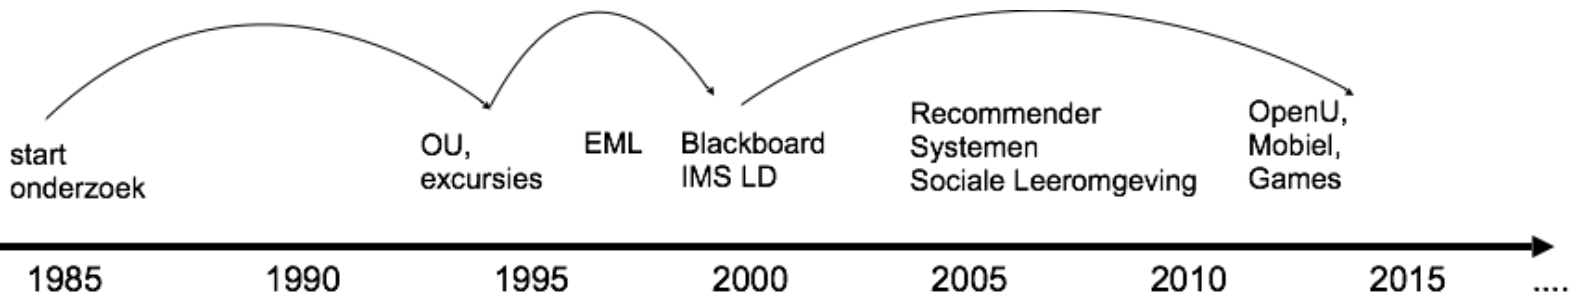 start
onderzoek
OU,
excursies
EML
Blackboard
IMS LD
Recommender
Systemen
Sociale Leeromgeving
OpenU,
Mobiel,
Games
1985 1990 1995 2000 2005 2010 2015 ....